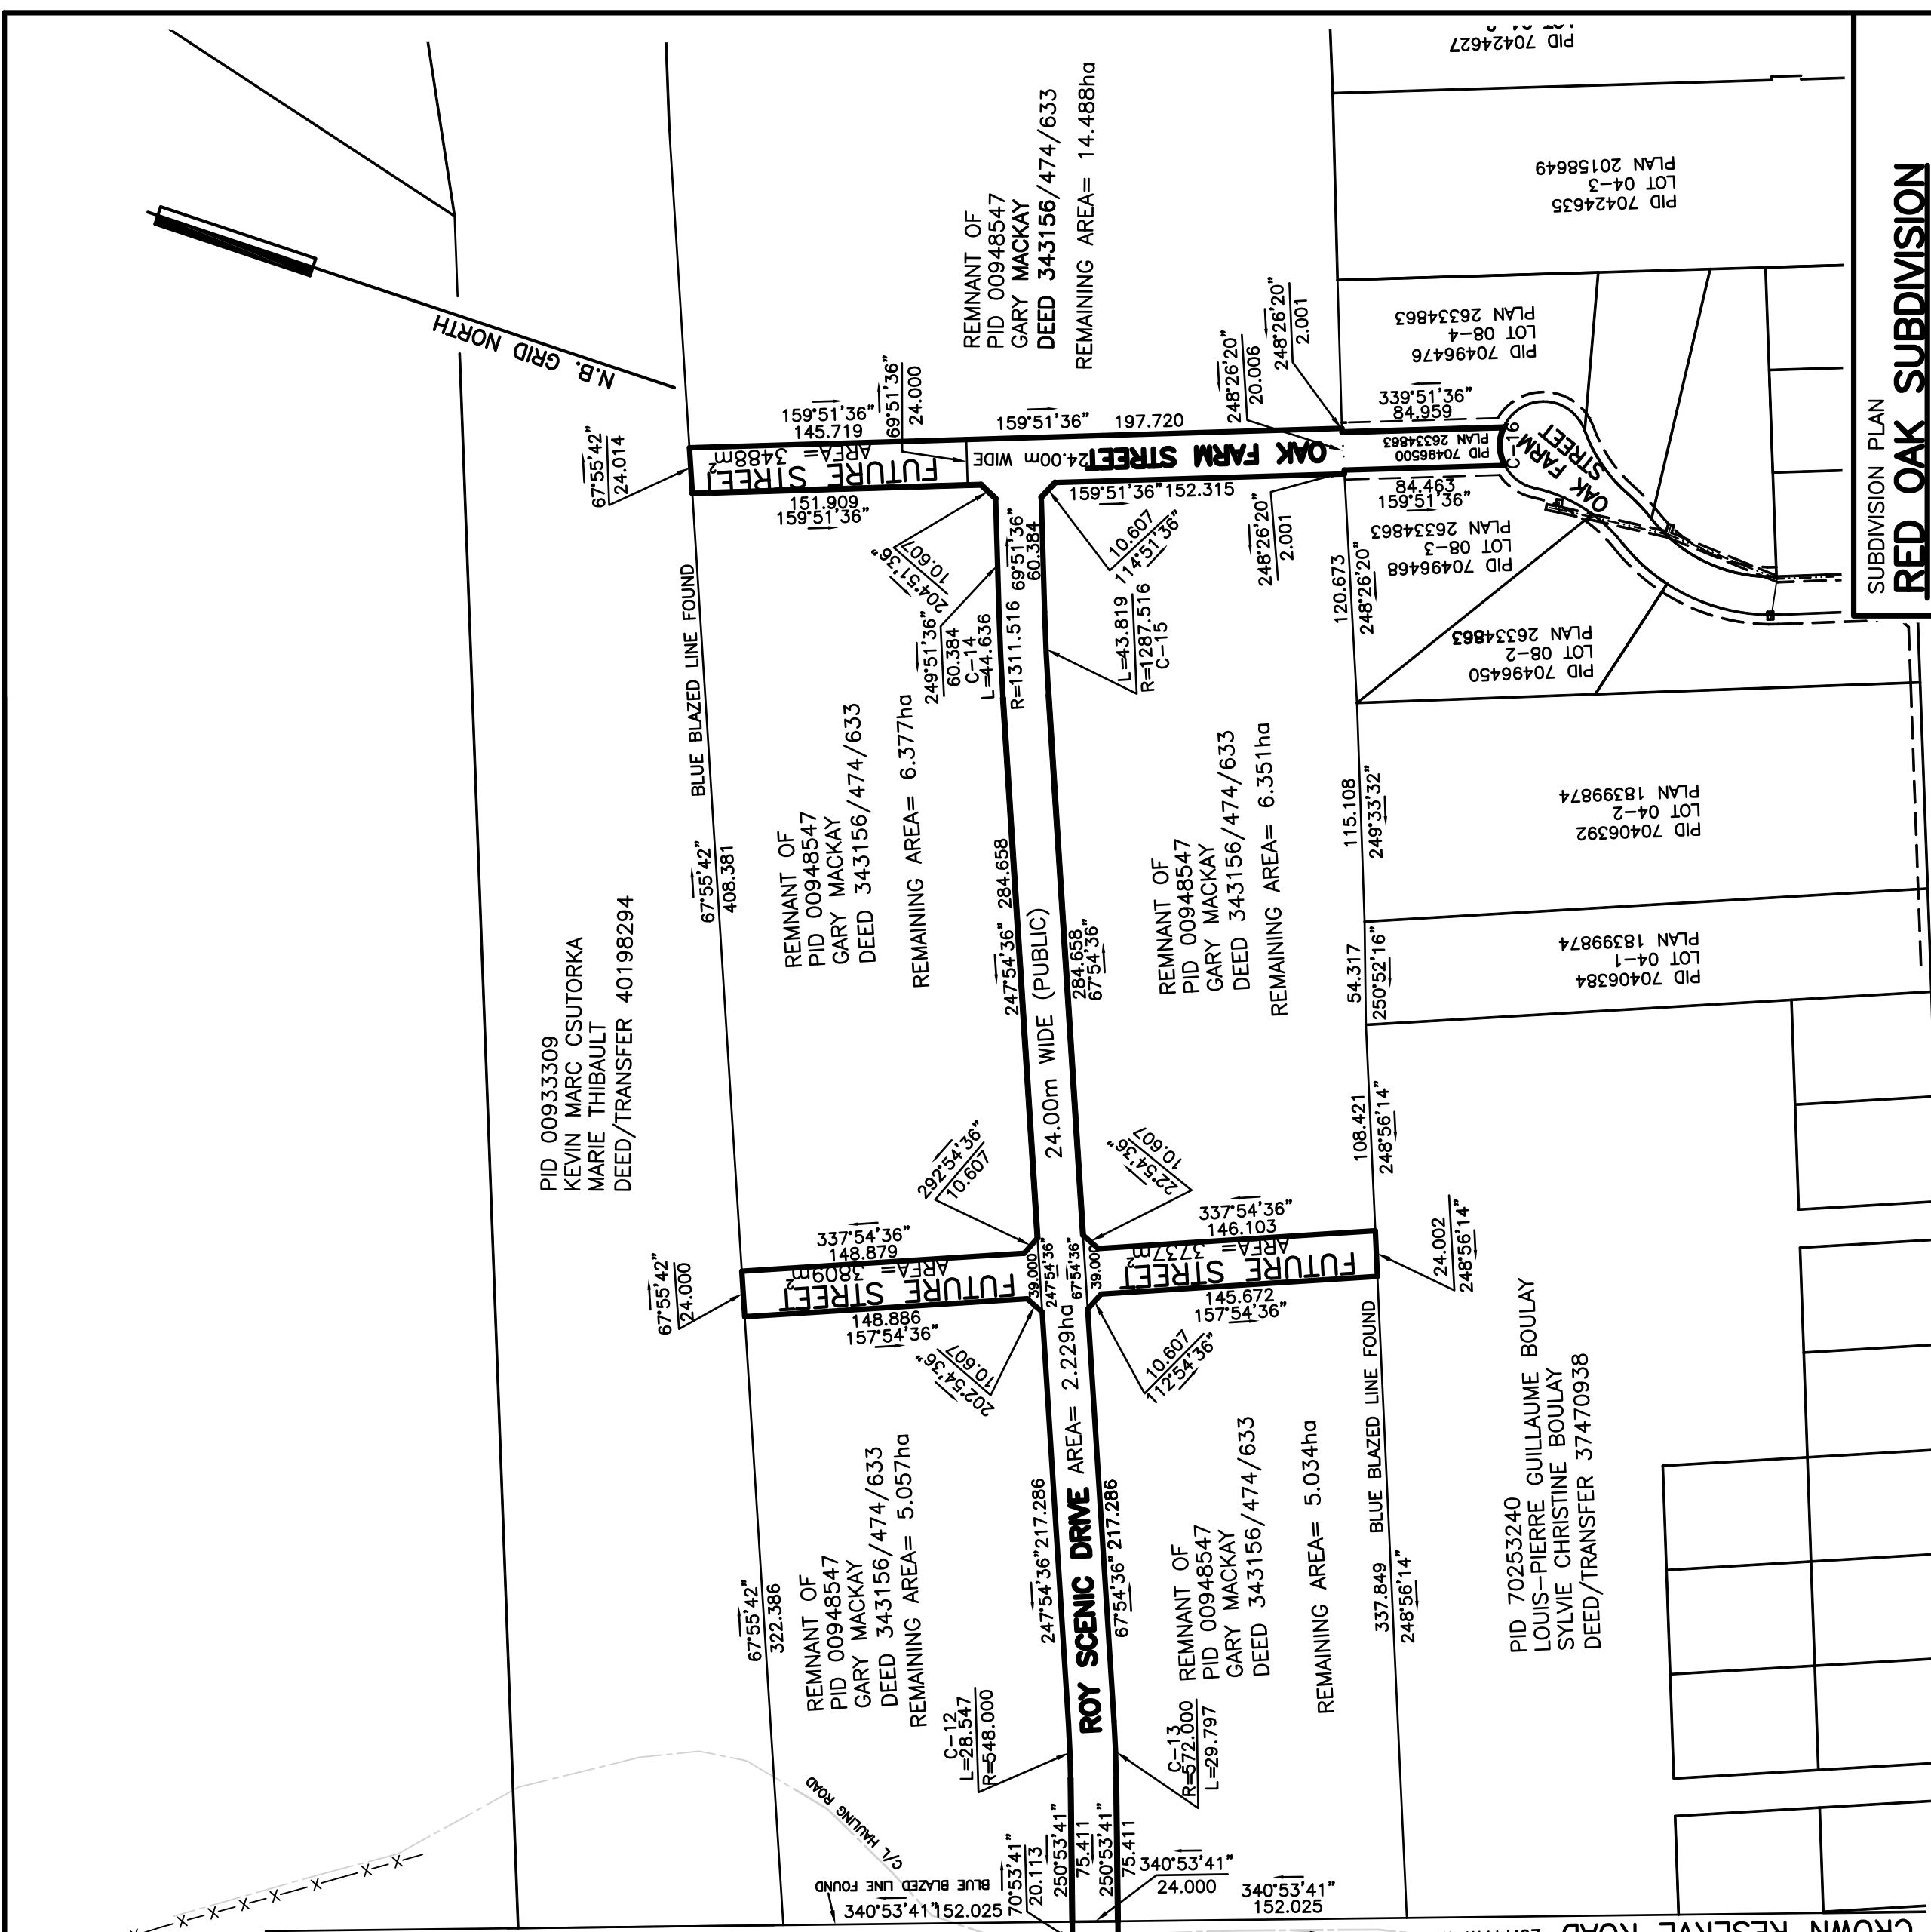 PID 70424627
N.B. GRID NORTH
REMNANT OF
PID 00948547
GARY MACKAY
DEED 343156/474/633
REMAINING AREA= 14.488ha
PID 70424635
LOT 04-3
PLAN 20158649
SUBDIVISION PLAN
RED OAK SUBDIVISION
PID 70496476
LOT 08-4
PLAN 26334863
67°55'42"
24.014
159°51'36"
145.719
FUTURE STREET
AREA= 3488m²
151.909
159°51'36"
69°51'36"
24.000
159°51'36" 197.720
24.00m WIDE
OAK FARM STREET
159°51'36" 152.315
248°26'20"
20.006
248°26'20"
2.001
339°51'36"
84.959
PID 70496500
PLAN 26334863
C-16
84.463
159°51'36"
OAK FARM
STREET
248°26'20"
2.001
PID 70496468
LOT 08-3
PLAN 26334863
PID 70496450
LOT 08-2
PLAN 26334863
120.673
248°26'20"
204°51'36"
10.607
249°51'36"
60.384
C-14
L=44.636
R=1311.516
69°51'36"
60.384
10.607
114°51'36"
L=43.819
R=1287.516
C-15
BLUE BLAZED LINE FOUND
67°55'42"
408.381
REMNANT OF
PID 00948547
GARY MACKAY
DEED 343156/474/633
REMAINING AREA= 6.377ha
247°54'36" 284.658
24.00m WIDE (PUBLIC)
284.658
67°54'36"
REMNANT OF
PID 00948547
GARY MACKAY
DEED 343156/474/633
REMAINING AREA= 6.351ha
115.108
249°33'32"
PID 70406392
LOT 04-2
PLAN 18399874
54.317
250°52'16"
PID 70406384
LOT 04-1
PLAN 18399874
108.421
248°56'14"
PID 00933309
KEVIN MARC CSUTORKA
MARIE THIBAULT
DEED/TRANSFER 40198294
292°54'36"
10.607
22°54'36"
10.607
67°55'42"
24.000
337°54'36"
148.879
FUTURE STREET
AREA= 3809m²
148.886
157°54'36"
39.000
247°54'36"
67°54'36"
39.000
337°54'36"
146.103
FUTURE STREET
AREA= 3737m²
145.672
157°54'36"
24.002
248°56'14"
202°54'36"
10.607
10.607
112°54'36"
67°55'42"
322.386
REMNANT OF
PID 00948547
GARY MACKAY
DEED 343156/474/633
REMAINING AREA= 5.057ha
247°54'36" 217.286
ROY SCENIC DRIVE AREA= 2.229ha
67°54'36" 217.286
REMNANT OF
PID 00948547
GARY MACKAY
DEED 343156/474/633
REMAINING AREA= 5.034ha
337.849 BLUE BLAZED LINE FOUND
248°56'14"
PID 70253240
LOUIS-PIERRE GUILLAUME BOULAY
SYLVIE CHRISTINE BOULAY
DEED/TRANSFER 37470938
C-12
L=28.547
R=548.000
C-13
R=572.000
L=29.797
C/L HAULING ROAD
BLUE BLAZED LINE FOUND
340°53'41" 152.025
70°53'41"
20.113
250°53'41"
75.411
250°53'41"
75.411
340°53'41"
24.000
340°53'41"
152.025
CROWN RESERVE ROAD